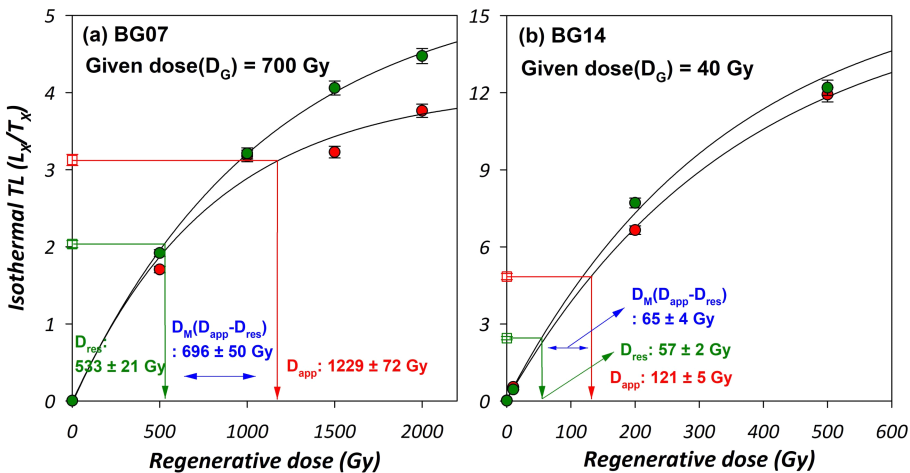 (a) BG07
Given dose(D_G) = 700 Gy
Isothermal TL (L_X/T_X)
5
4
3
2
1
0
D_res:
533 ± 21 Gy
D_M(D_app-D_res)
: 696 ± 50 Gy
D_app: 1229 ± 72 Gy
0 500 1000 1500 2000
Regenerative dose (Gy)
(b) BG14
Given dose(D_G) = 40 Gy
15
12
9
6
3
0
D_M(D_app-D_res)
: 65 ± 4 Gy
D_res: 57 ± 2 Gy
D_app: 121 ± 5 Gy
0 100 200 300 400 500 600
Regenerative dose (Gy)